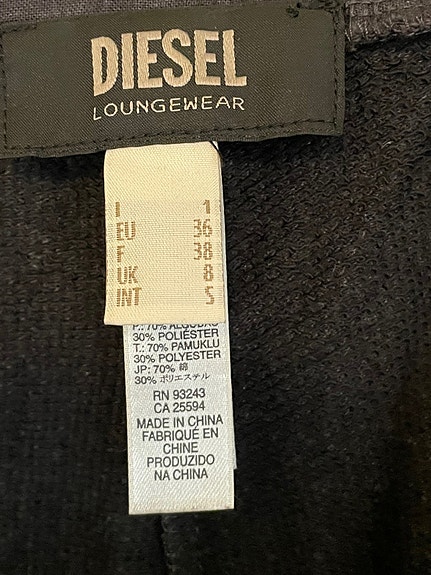 DIESEL
LOUNGEWEAR
I 1
EU 36
F 38
UK 8
INT S
P.: 70% ALGODÃO
30% POLIÉSTER
T.: 70% PAMUKLU
30% POLYESTER
JP: 70% 綿
30% ポリエステル
RN 93243
CA 25594
MADE IN CHINA
FABRIQUÉ EN
CHINE
PRODUZIDO
NA CHINA